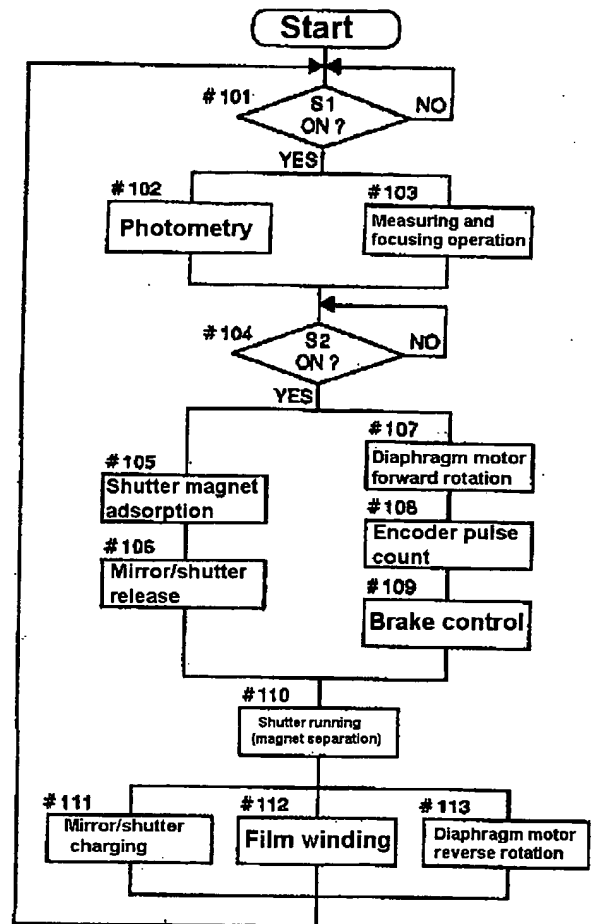 Start
#101
S1
ON ?
NO
YES
#102
Photometry
#103
Measuring and
focusing operation
#104
S2
ON ?
NO
YES
#105
Shutter magnet
adsorption
#106
Mirror/shutter
release
#107
Diaphragm motor
forward rotation
#108
Encoder pulse
count
#109
Brake control
#110
Shutter running
(magnet separation)
#111
Mirror/shutter
charging
#112
Film winding
#113
Diaphragm motor
reverse rotation